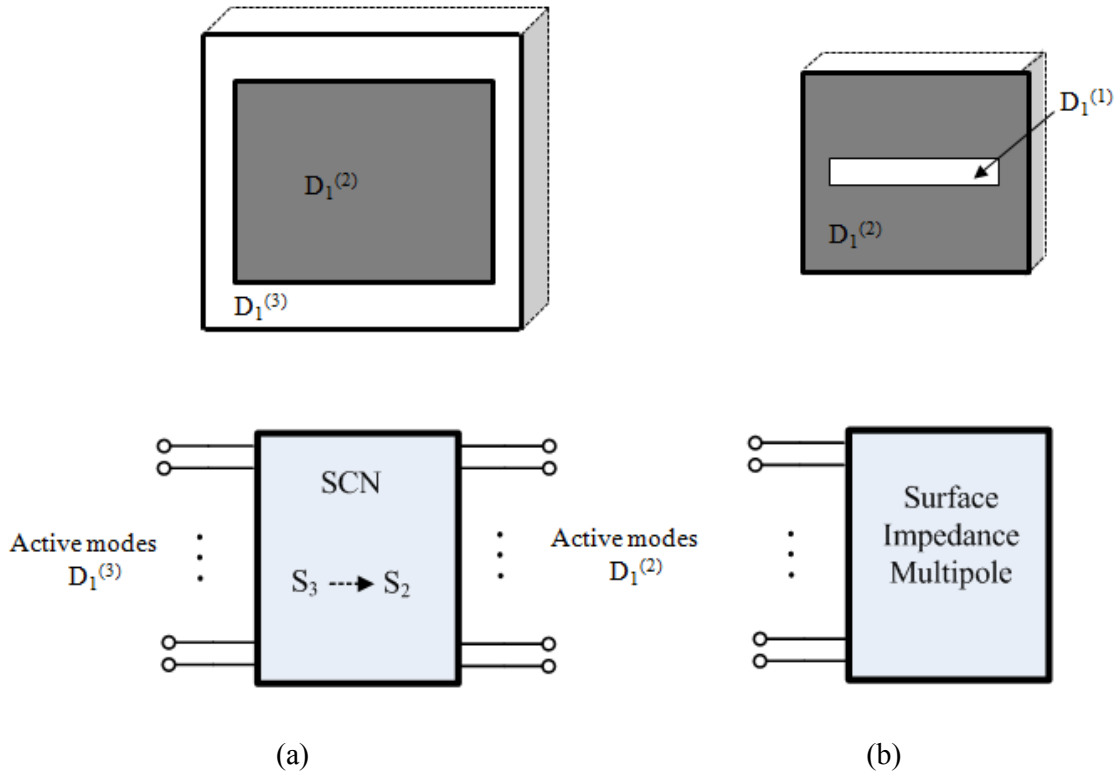 D₁⁽¹⁾
D₁⁽²⁾
D₁⁽²⁾
D₁⁽³⁾
SCN
S₃ ⇢ S₂
Active modes
D₁⁽³⁾
Active modes
D₁⁽²⁾
Surface
Impedance
Multipole
(a)
(b)